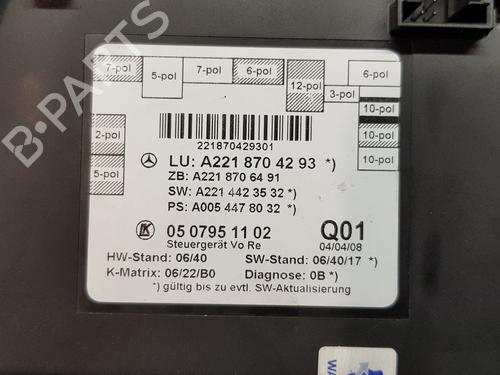 7-pol
5-pol
7-pol
6-pol
12-pol
3-pol
6-pol
10-pol
10-pol
10-pol
2-pol
5-pol
221870429301
LU: A221 870 42 93 *)
ZB: A221 870 64 91
SW: A221 442 35 32 *)
PS: A005 447 80 32 *)
LK
05 0795 11 02
Q01
Steuergerät Vo Re
04/04/08
HW-Stand: 06/40
SW-Stand: 06/40/17 *)
K-Matrix: 06/22/B0
Diagnose: 0B *)
*) gültig bis zu evtl. SW-Aktualisierung
B-PARTS